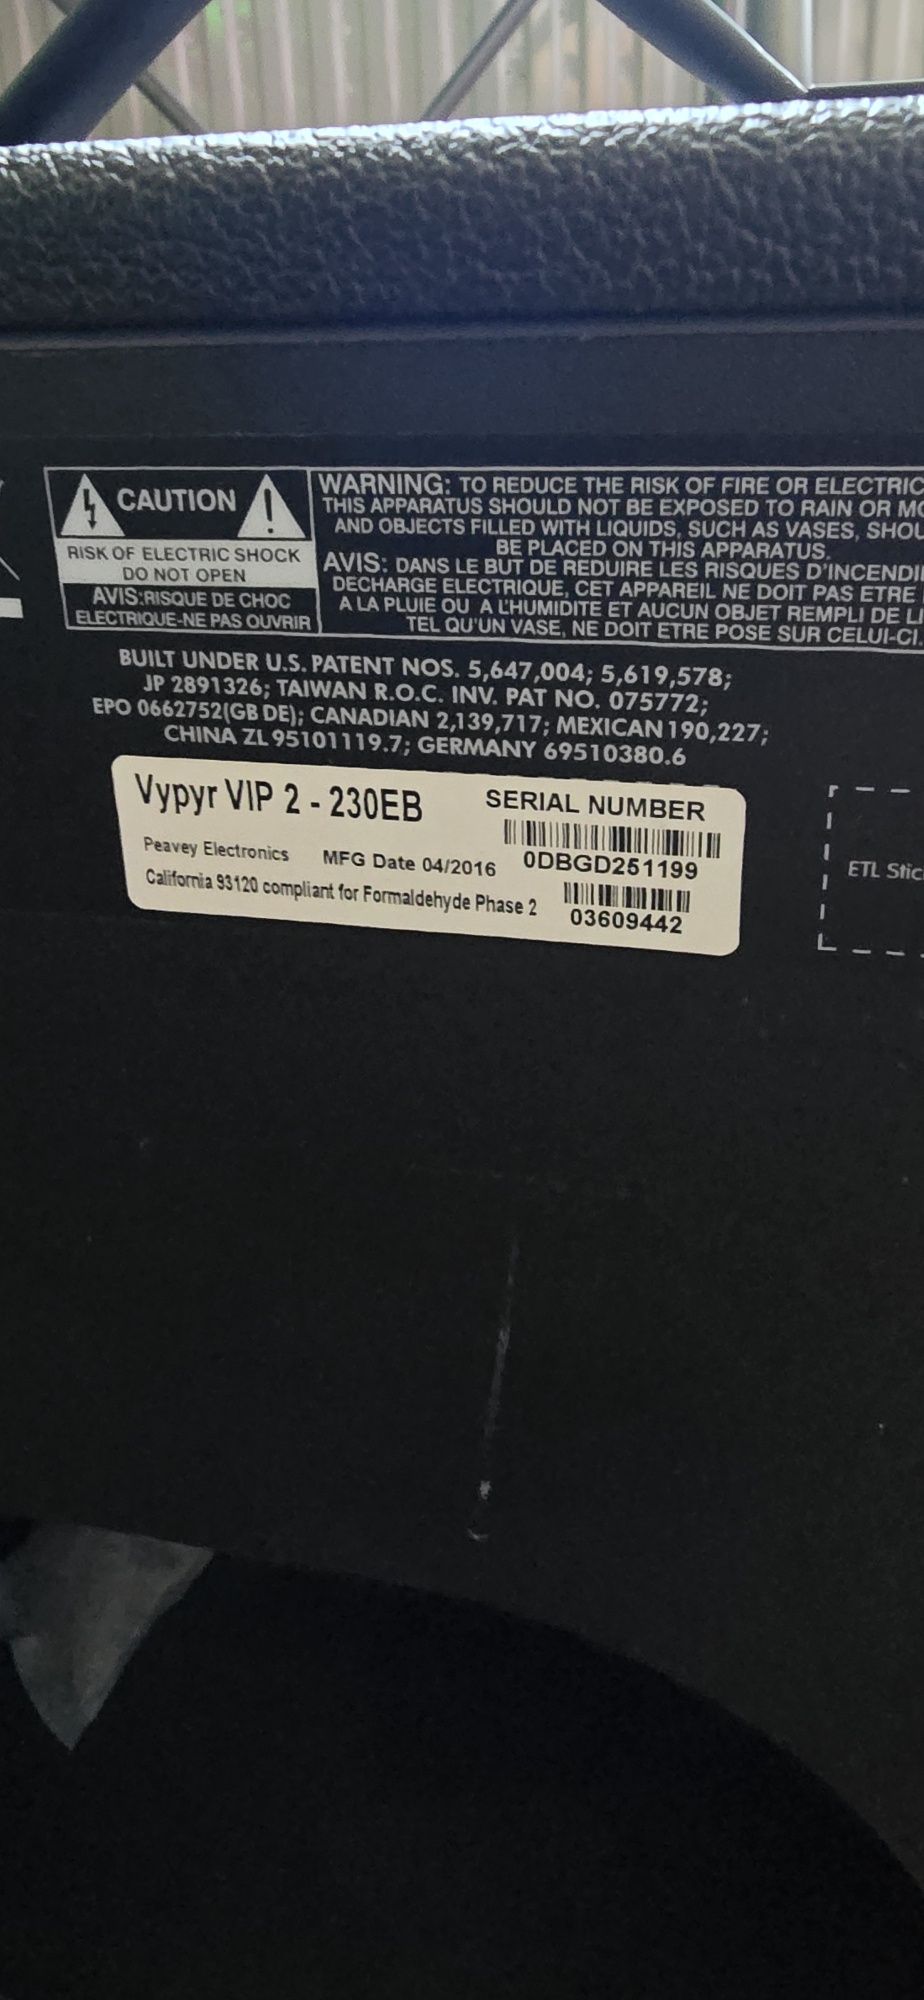 CAUTION
RISK OF ELECTRIC SHOCK
DO NOT OPEN
AVIS:RISQUE DE CHOC
ELECTRIQUE-NE PAS OUVRIR
WARNING: TO REDUCE THE RISK OF FIRE OR ELECTRIC
THIS APPARATUS SHOULD NOT BE EXPOSED TO RAIN OR MO
AND OBJECTS FILLED WITH LIQUIDS, SUCH AS VASES, SHOU
BE PLACED ON THIS APPARATUS.
AVIS: DANS LE BUT DE REDUIRE LES RISQUES D'INCENDI
DECHARGE ELECTRIQUE, CET APPAREIL NE DOIT PAS ETRE
A LA PLUIE OU A L'HUMIDITE ET AUCUN OBJET REMPLI DE LI
TEL QU'UN VASE, NE DOIT ETRE POSE SUR CELUI-CI.
BUILT UNDER U.S. PATENT NOS. 5,647,004; 5,619,578;
JP 2891326; TAIWAN R.O.C. INV. PAT NO. 075772;
EPO 0662752(GB DE); CANADIAN 2,139,717; MEXICAN 190,227;
CHINA ZL 95101119.7; GERMANY 69510380.6
Vypyr VIP 2 - 230EB
SERIAL NUMBER
Peavey Electronics MFG Date 04/2016
0DBGD251199
California 93120 compliant for Formaldehyde Phase 2
03609442
ETL Stic